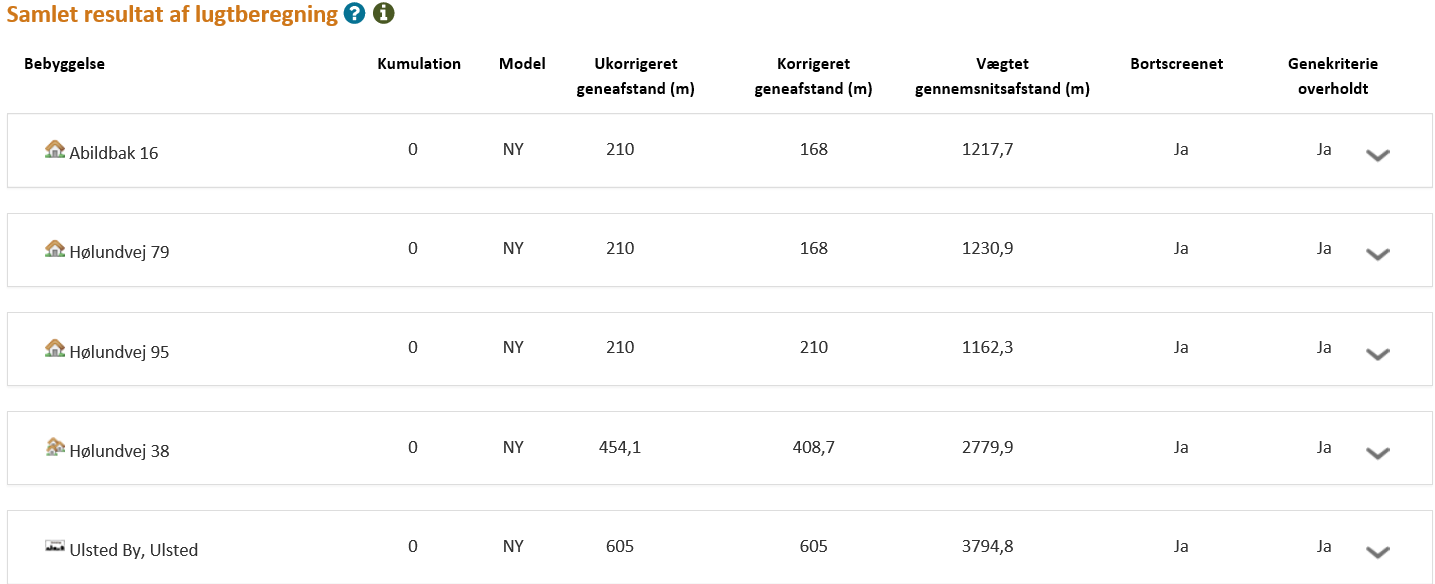 Samlet resultat af lugtberegning
Bebyggelse Kumulation Model Ukorrigeret geneafstand (m) Korrigeret geneafstand (m) Vægtet gennemsnitsafstand (m) Bortscreenet Genekriterie overholdt
Abildbak 16 0 NY 210 168 1217,7 Ja Ja
Hølundvej 79 0 NY 210 168 1230,9 Ja Ja
Hølundvej 95 0 NY 210 210 1162,3 Ja Ja
Hølundvej 38 0 NY 454,1 408,7 2779,9 Ja Ja
Ulsted By, Ulsted 0 NY 605 605 3794,8 Ja Ja